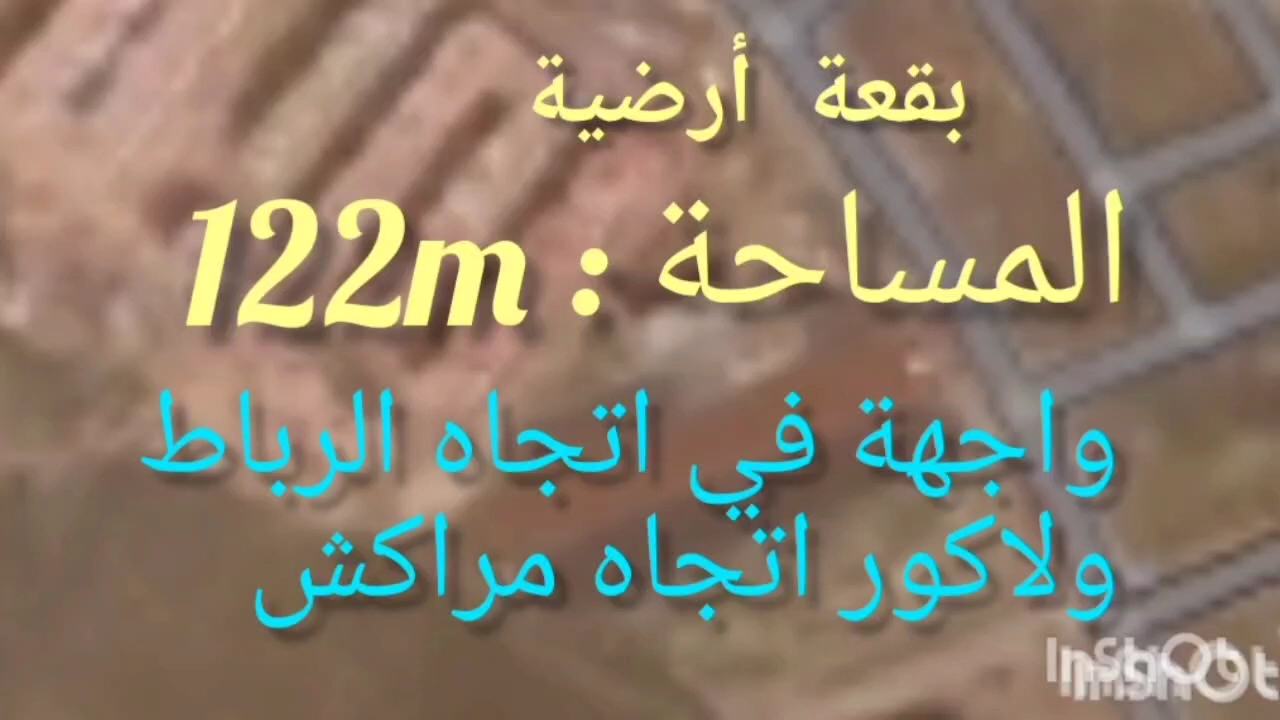 بقعة أرضية
المساحة : 122m
واجهة في اتجاه الرباط
ولاكور اتجاه مراكش
InShOt